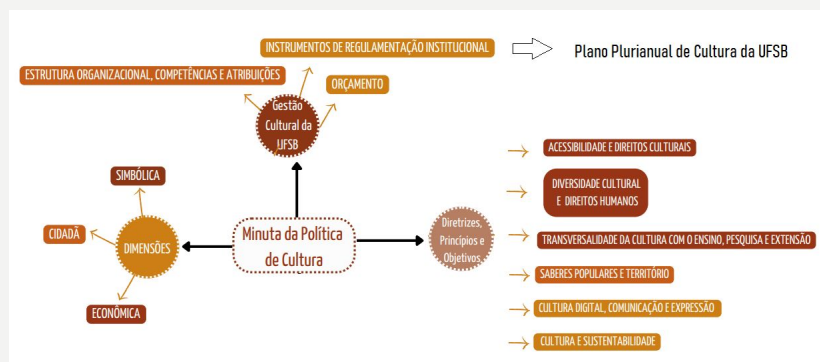 INSTRUMENTOS DE REGULAMENTAÇÃO INSTITUCIONAL
Plano Plurianual de Cultura da UFSB
ESTRUTURA ORGANIZACIONAL, COMPETÊNCIAS E ATRIBUIÇÕES
ORÇAMENTO
Gestão
Cultural da
UFSB
SIMBÓLICA
CIDADÃ
DIMENSÕES
ECONÔMICA
Minuta da Política
de Cultura
Diretrizes,
Princípios e
Objetivos
ACESSIBILIDADE E DIREITOS CULTURAIS
DIVERSIDADE CULTURAL
E DIREITOS HUMANOS
TRANSVERSALIDADE DA CULTURA COM O ENSINO, PESQUISA E EXTENSÃO
SABERES POPULARES E TERRITÓRIO
CULTURA DIGITAL, COMUNICAÇÃO E EXPRESSÃO
CULTURA E SUSTENTABILIDADE